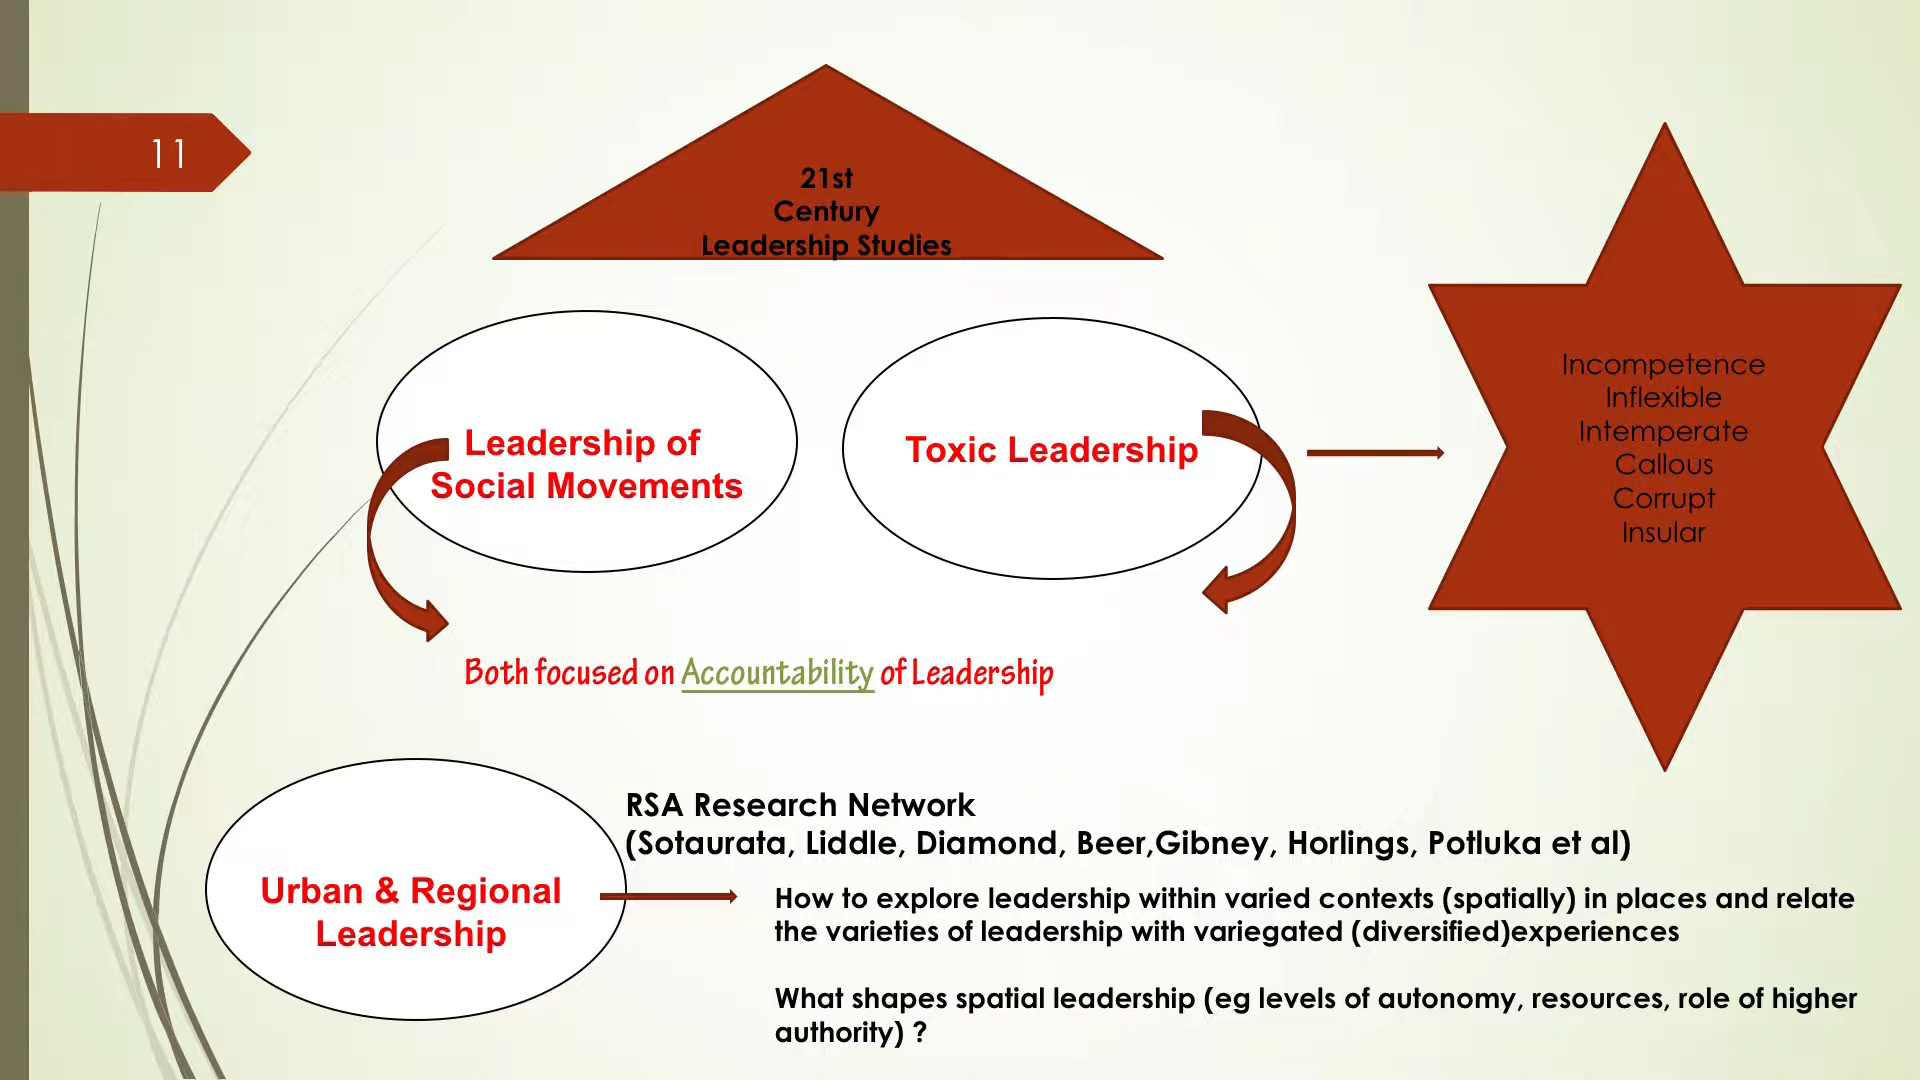 11
21st
Century
Leadership Studies
Leadership of
Social Movements
Toxic Leadership
Incompetence
Inflexible
Intemperate
Callous
Corrupt
Insular
Both focused on Accountability of Leadership
Urban & Regional
Leadership
RSA Research Network
(Sotaurata, Liddle, Diamond, Beer,Gibney, Horlings, Potluka et al)
How to explore leadership within varied contexts (spatially) in places and relate
the varieties of leadership with variegated (diversified)experiences
What shapes spatial leadership (eg levels of autonomy, resources, role of higher
authority) ?